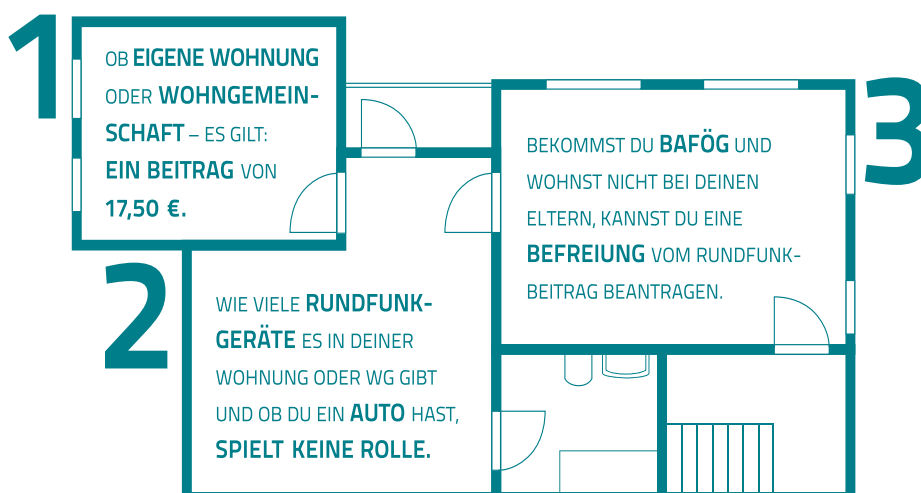 1
OB EIGENE WOHNUNG
ODER WOHNGEMEIN-
SCHAFT – ES GILT:
EIN BEITRAG VON
17,50 €.
2
WIE VIELE RUNDFUNK-
GERÄTE ES IN DEINER
WOHNUNG ODER WG GIBT
UND OB DU EIN AUTO HAST,
SPIELT KEINE ROLLE.
3
BEKOMMST DU BAFÖG UND
WOHNST NICHT BEI DEINEN
ELTERN, KANNST DU EINE
BEFREIUNG VOM RUNDFUNK-
BEITRAG BEANTRAGEN.